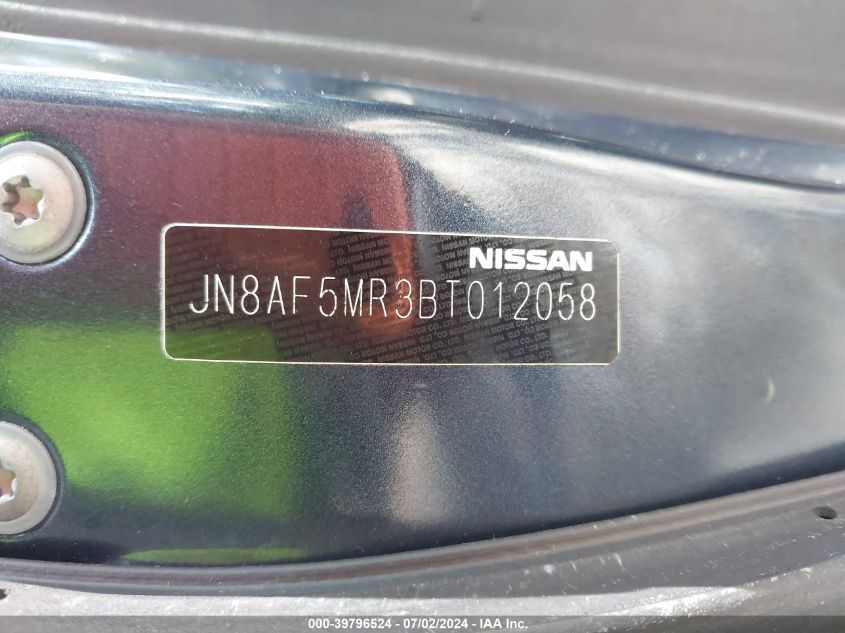 NISSAN
JN8AF5MR3BT012058
000-39796524 - 07/02/2024 - IAA Inc.